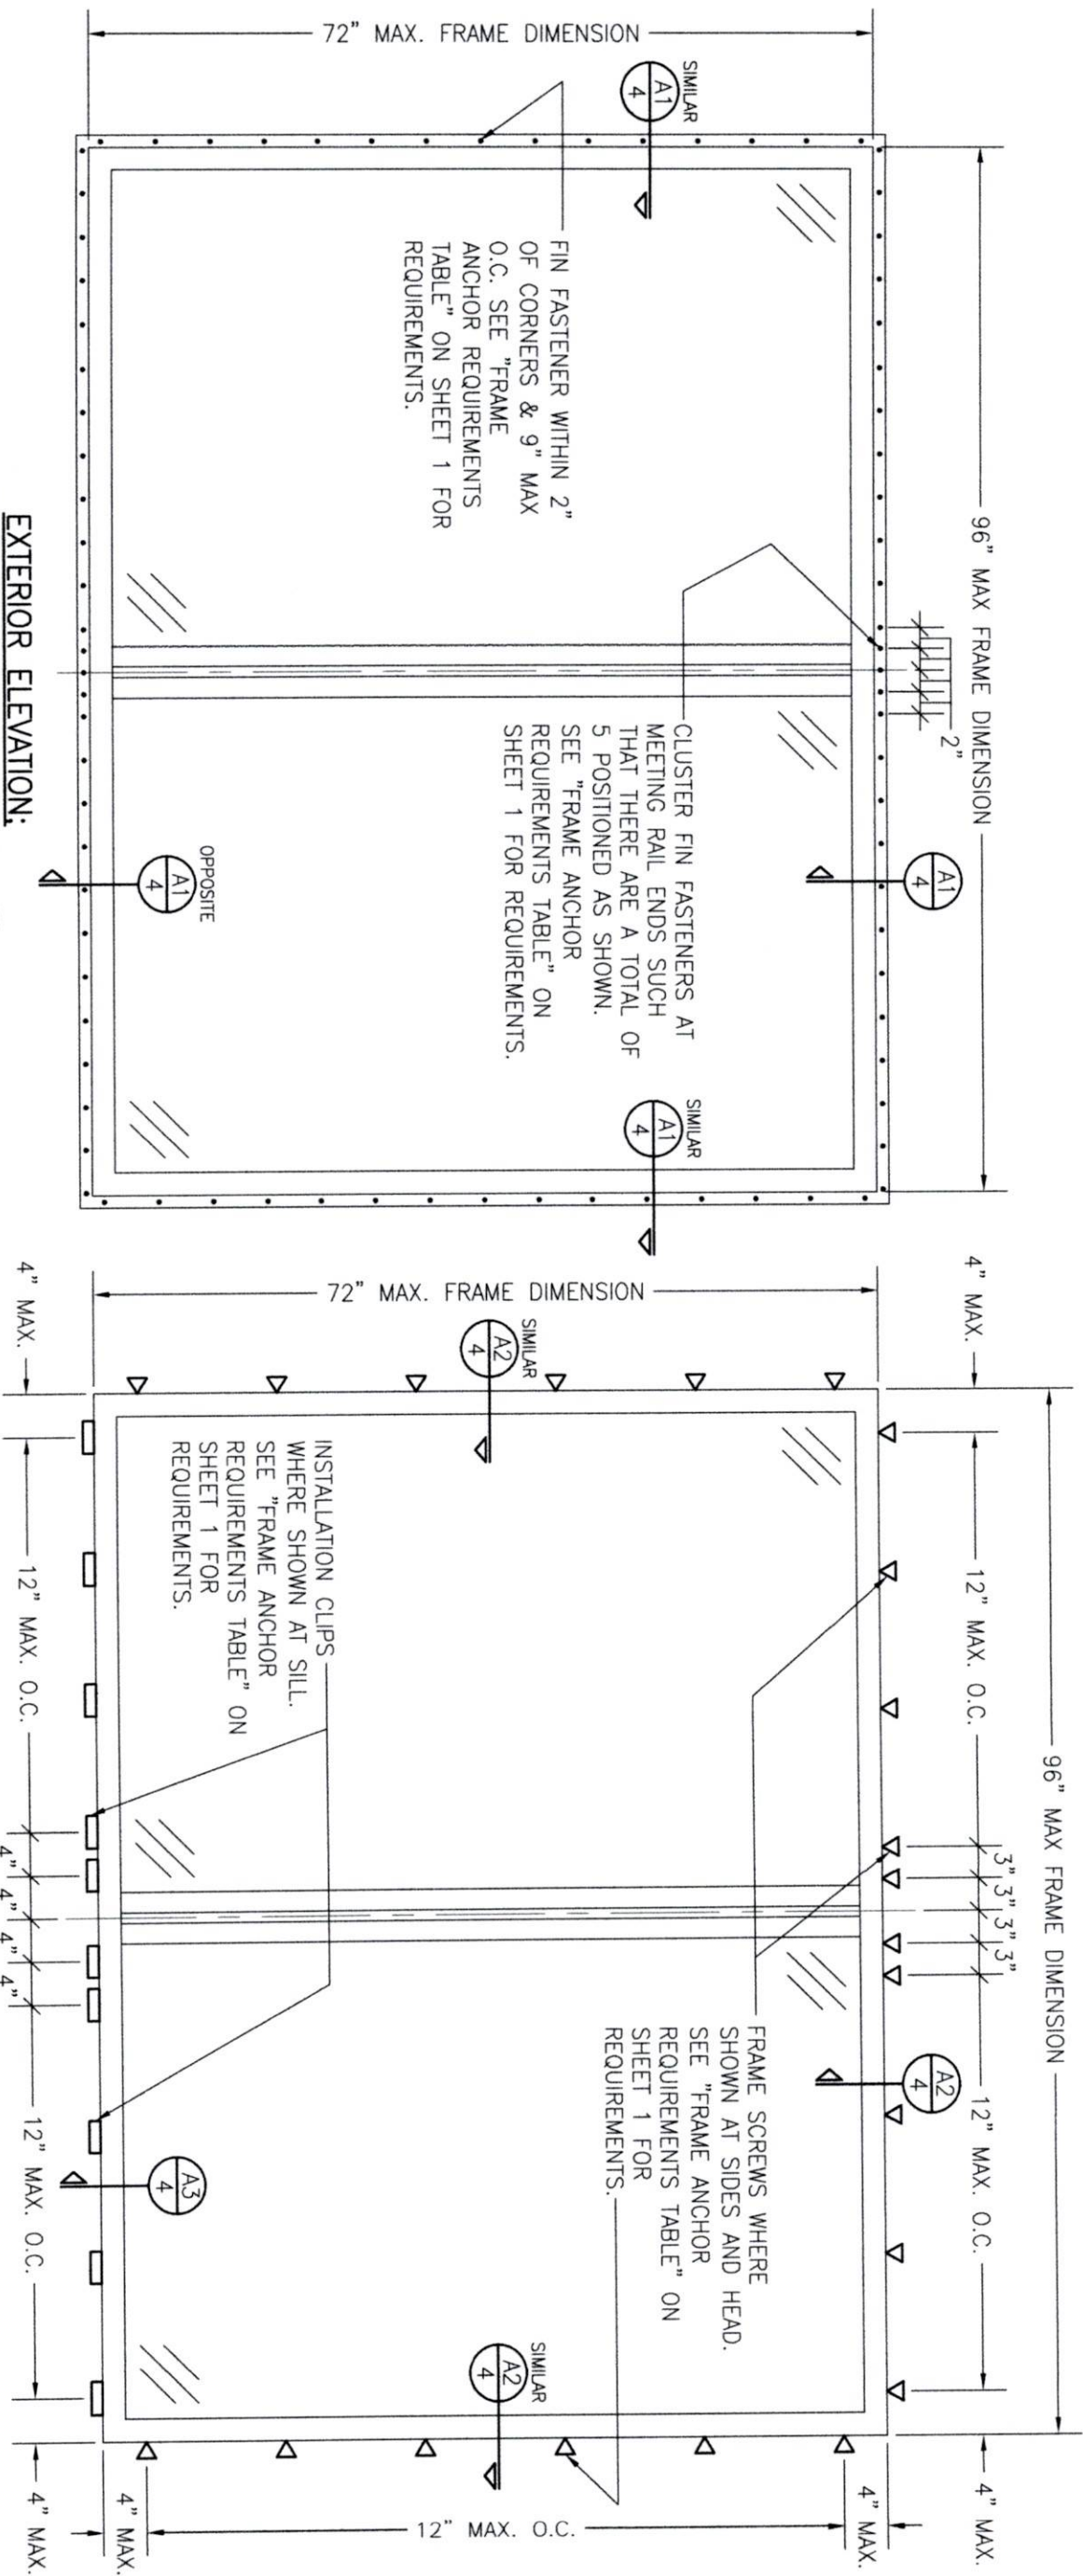 72" MAX. FRAME DIMENSION
96" MAX FRAME DIMENSION
2"
SIMILAR
A1
4
A1
4
FIN FASTENER WITHIN 2"
OF CORNERS & 9" MAX
O.C. SEE "FRAME
ANCHOR REQUIREMENTS
TABLE" ON SHEET 1 FOR
REQUIREMENTS.
CLUSTER FIN FASTENERS AT
MEETING RAIL ENDS SUCH
THAT THERE ARE A TOTAL OF
5 POSITIONED AS SHOWN.
SEE "FRAME ANCHOR
REQUIREMENTS TABLE" ON
SHEET 1 FOR REQUIREMENTS.
SIMILAR
A1
4
OPPOSITE
A1
4
EXTERIOR ELEVATION:
96" MAX FRAME DIMENSION
4" MAX.
12" MAX. O.C.
3" 3" 3" 3"
12" MAX. O.C.
4" MAX.
72" MAX. FRAME DIMENSION
SIMILAR
A2
4
A2
4
FRAME SCREWS WHERE
SHOWN AT SIDES AND HEAD.
SEE "FRAME ANCHOR
REQUIREMENTS TABLE" ON
SHEET 1 FOR
REQUIREMENTS.
SIMILAR
A2
4
INSTALLATION CLIPS
WHERE SHOWN AT SILL.
SEE "FRAME ANCHOR
REQUIREMENTS TABLE" ON
SHEET 1 FOR
REQUIREMENTS.
A3
4
4" MAX.
12" MAX. O.C.
4" MAX.
4" MAX.
12" MAX. O.C.
4" 4" 4" 4"
12" MAX. O.C.
4" MAX.